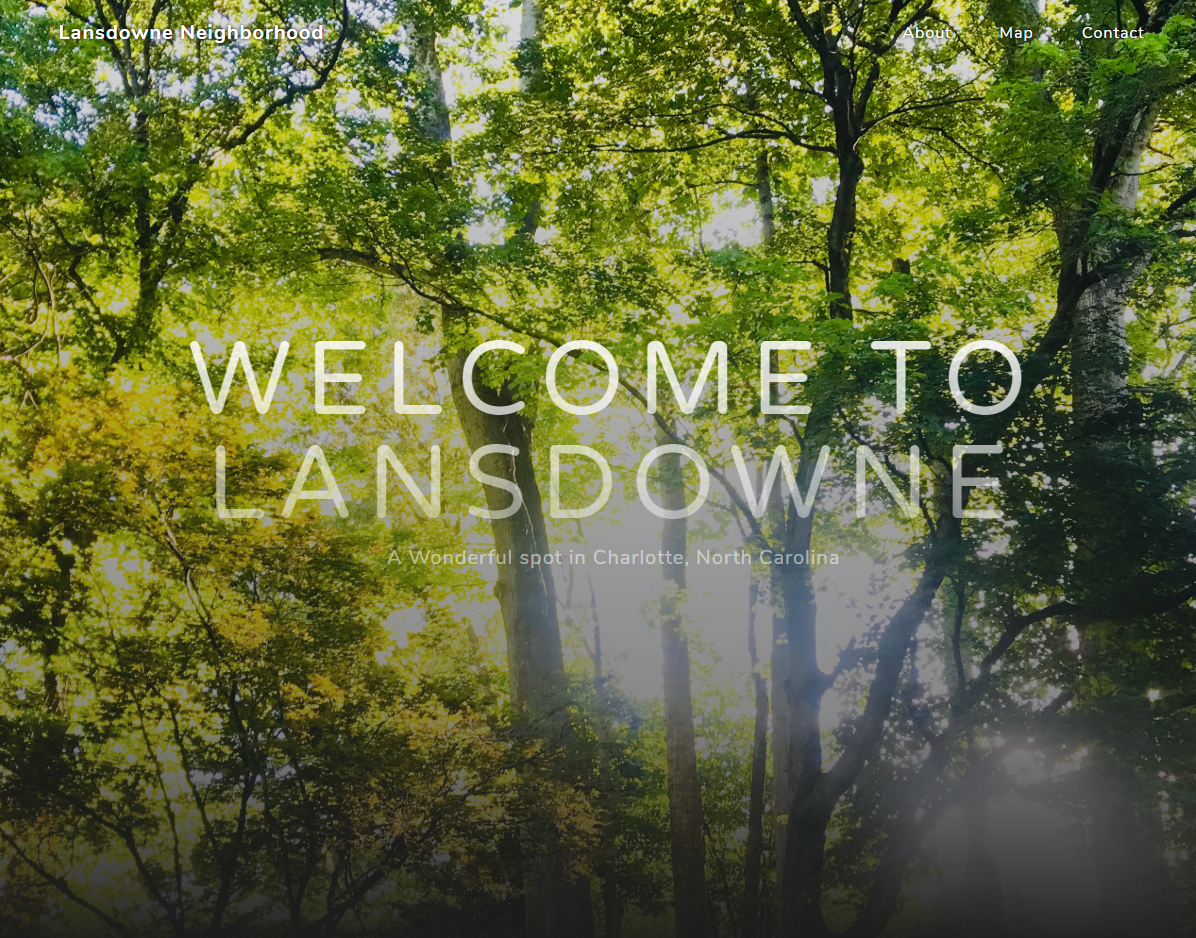 Lansdowne Neighborhood
About Map Contact
WELCOME TO
LANSDOWNE
A Wonderful spot in Charlotte, North Carolina